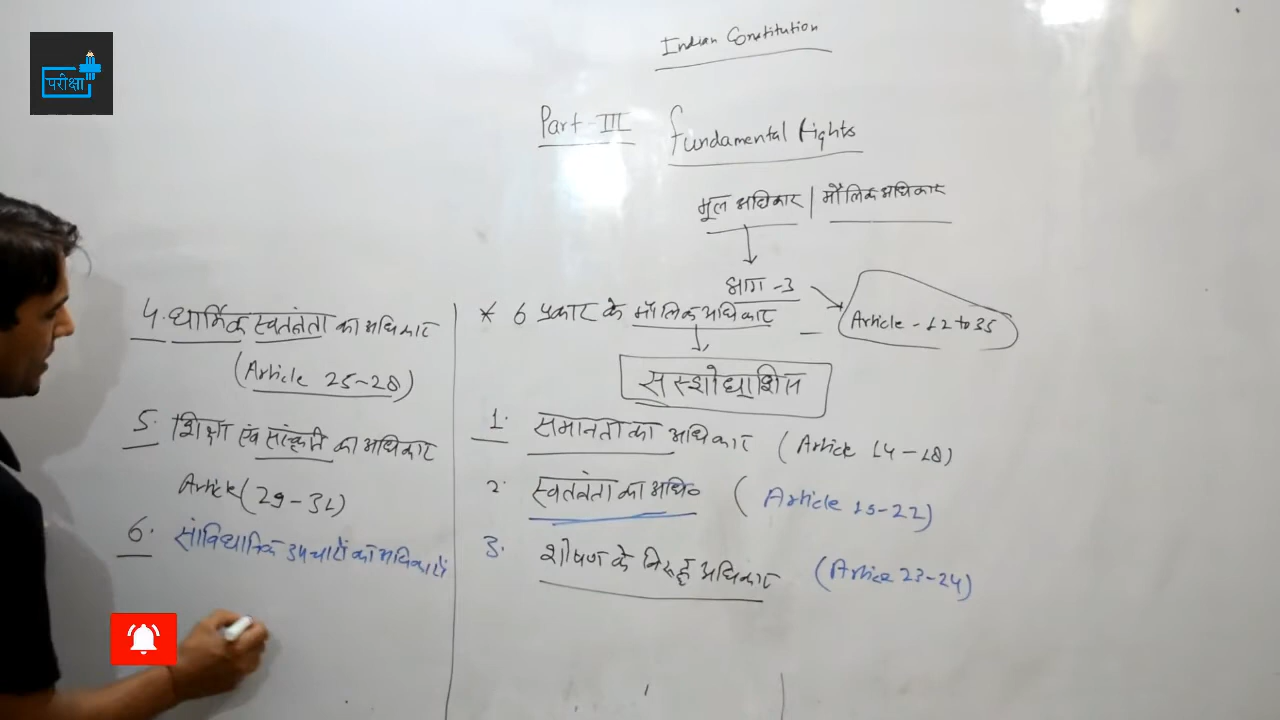 परीक्षा
Indian Constitution
Part-III Fundamental Rights
मूल अधिकार | मौलिक अधिकार
भाग -3
Article - 12 to 35
* 6 प्रकार के मौलिक अधिकार
1. समानता का अधिकार (Article 14-18)
2. स्वतंत्रता का अधि० (Article 19-22)
3. शोषण के विरुद्ध अधिकार (Article 23-24)
4. धार्मिक स्वतंत्रता का अधिकार
(Article 25-28)
5. शिक्षा एवं संस्कृति का अधिकार
Article (29-31)
6. सांविधानिक उपचारों का अधिकार